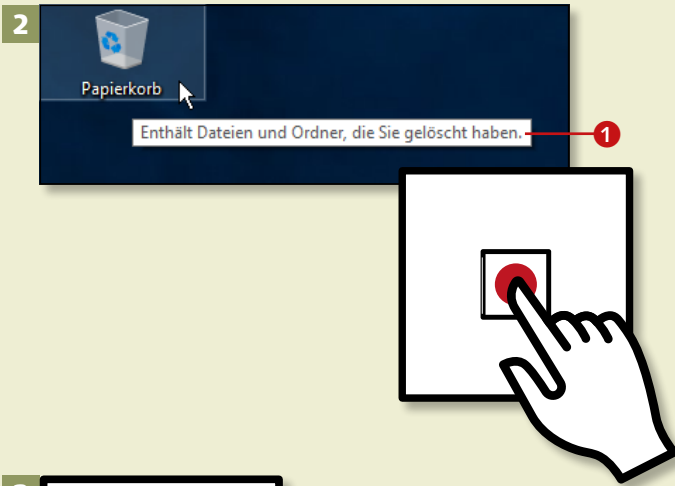 2
Papierkorb
Enthält Dateien und Ordner, die Sie gelöscht haben.
1